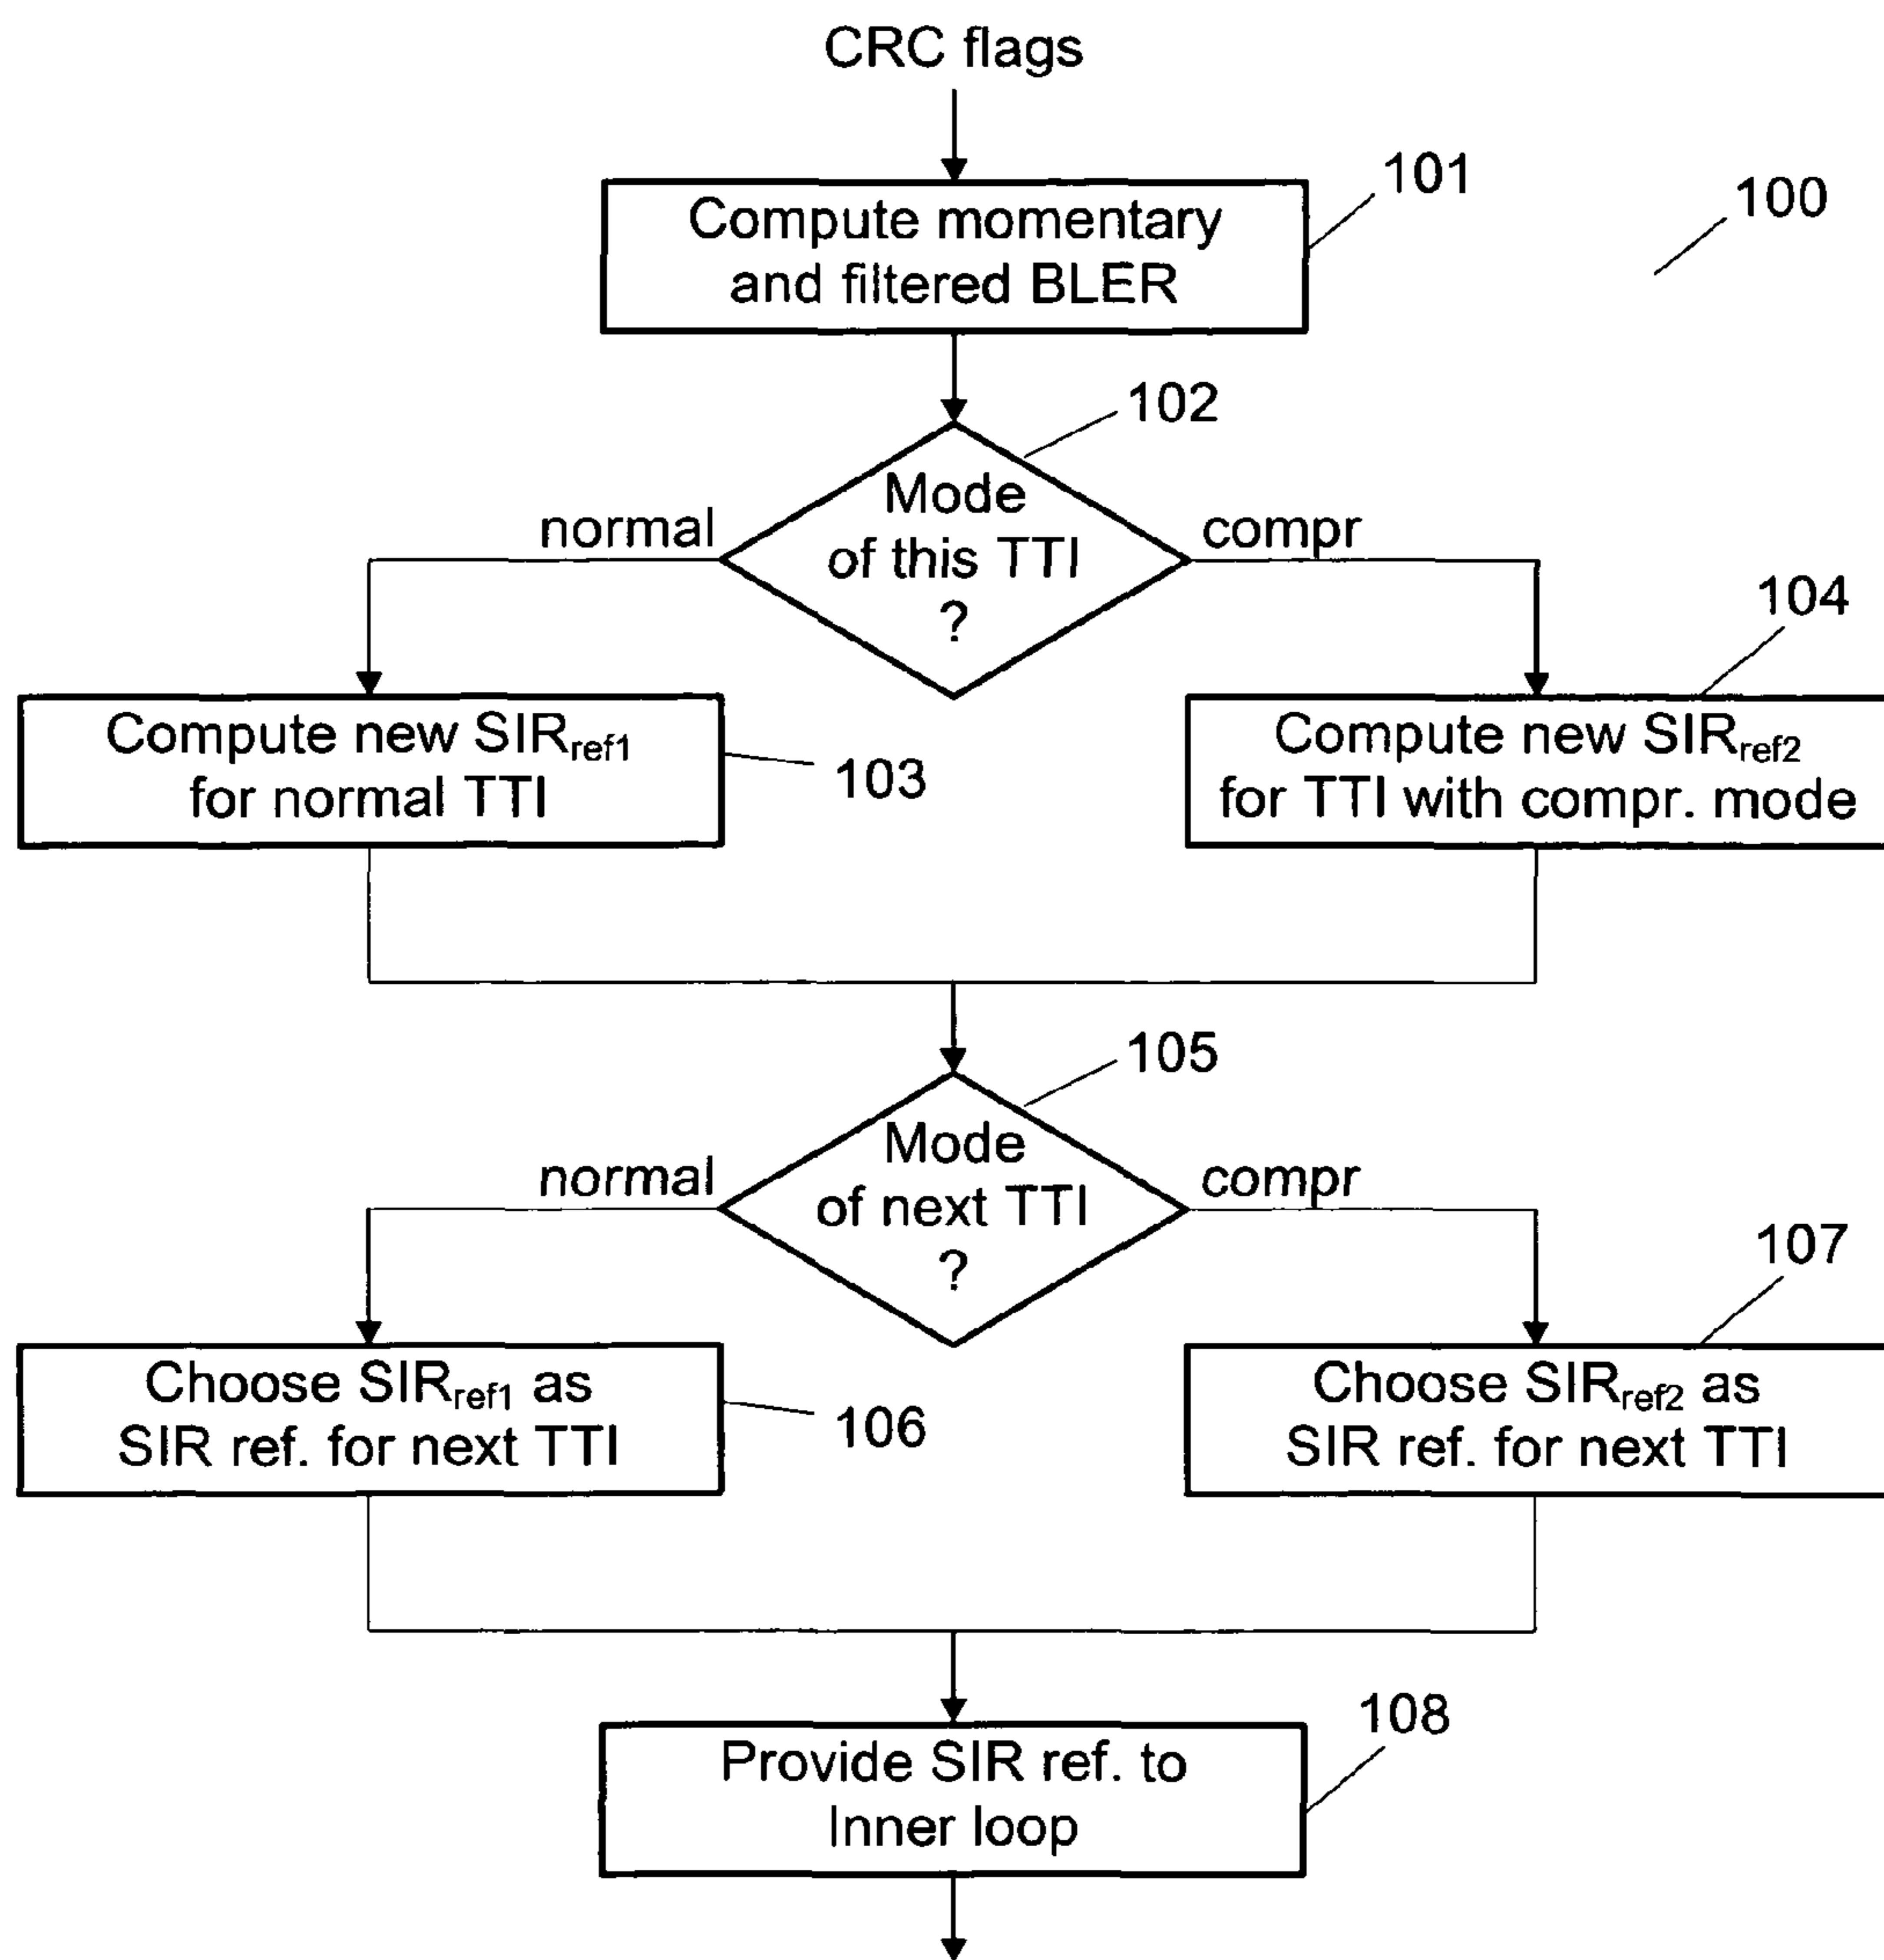 CRC flags
101
100
Compute momentary
and filtered BLER
102
Mode
of this TTI
?
normal
compr
104
Compute new SIRref1
for normal TTI
103
Compute new SIRref2
for TTI with compr. mode
105
Mode
of next TTI
?
normal
compr
107
Choose SIRref1 as
SIR ref. for next TTI
106
Choose SIRref2 as
SIR ref. for next TTI
108
Provide SIR ref. to
Inner loop